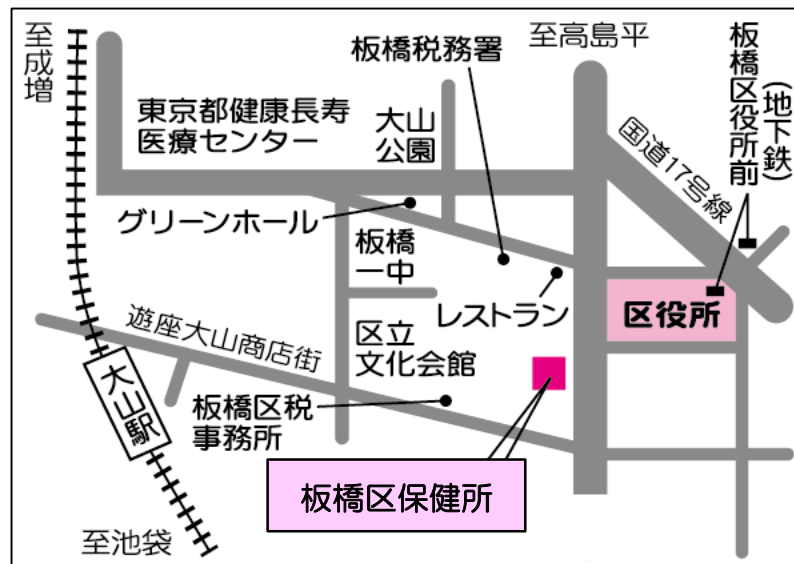 至成増
板橋税務署
至高島平
板橋区役所前
(地下鉄)
東京都健康長寿
医療センター
大山
公園
国道17号線
グリーンホール
板橋
一中
レストラン
区役所
遊座大山商店街
区立
文化会館
大山駅
板橋区税
事務所
板橋区保健所
至池袋